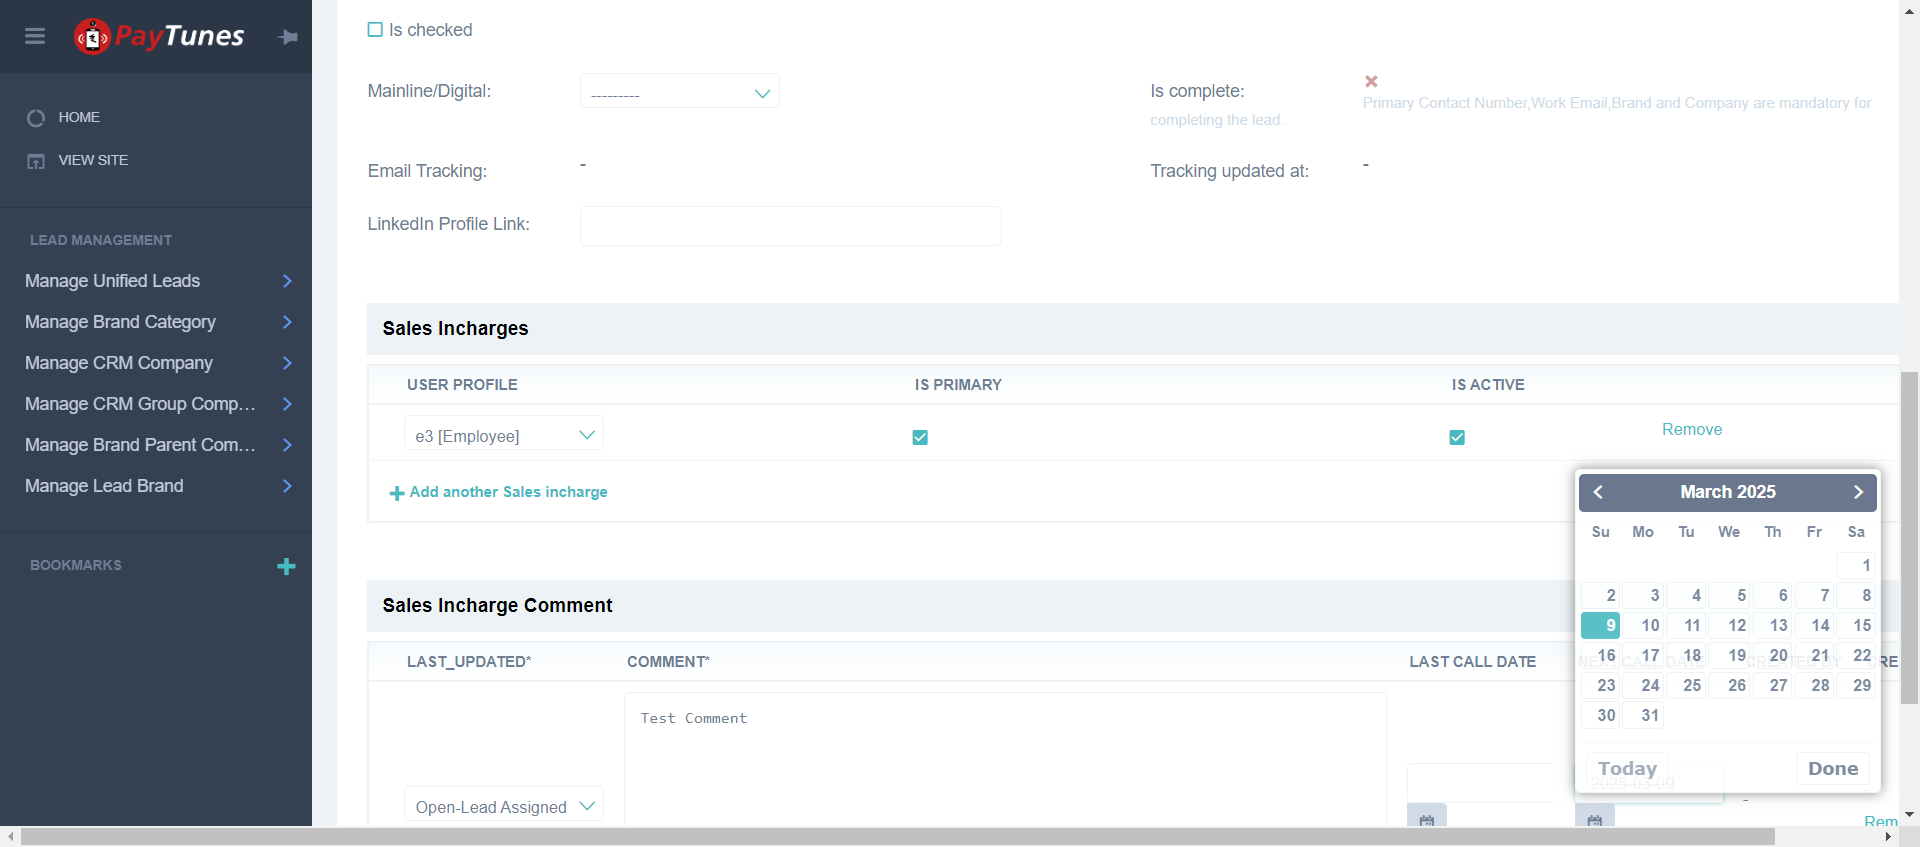 PayTunes
HOME
VIEW SITE
LEAD MANAGEMENT
Manage Unified Leads
Manage Brand Category
Manage CRM Company
Manage CRM Group Comp...
Manage Brand Parent Com...
Manage Lead Brand
BOOKMARKS
Is checked
Mainline/Digital:
---------
Is complete:
Primary Contact Number,Work Email,Brand and Company are mandatory for
completing the lead.
Email Tracking:
-
Tracking updated at:
-
LinkedIn Profile Link:
Sales Incharges
USER PROFILE
IS PRIMARY
IS ACTIVE
e3 [Employee]
Remove
Add another Sales incharge
March 2025
Su Mo Tu We Th Fr Sa
1
2 3 4 5 6 7 8
9 10 11 12 13 14 15
16 17 18 19 20 21 22
23 24 25 26 27 28 29
30 31
Today
Done
Sales Incharge Comment
LAST_UPDATED*
COMMENT*
LAST CALL DATE
NEXT CALL DATE
CREATED BY
CRE
Test Comment
Open-Lead Assigned
2025-03-09
-
Rem